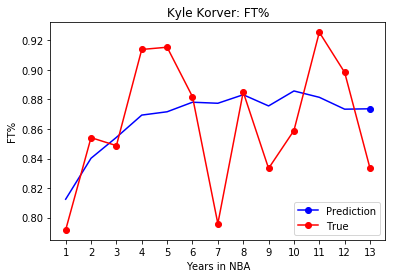 Kyle Korver: FT%
FT%
0.92
0.90
0.88
0.86
0.84
0.82
0.80
1 2 3 4 5 6 7 8 9 10 11 12 13
Years in NBA
Prediction
True